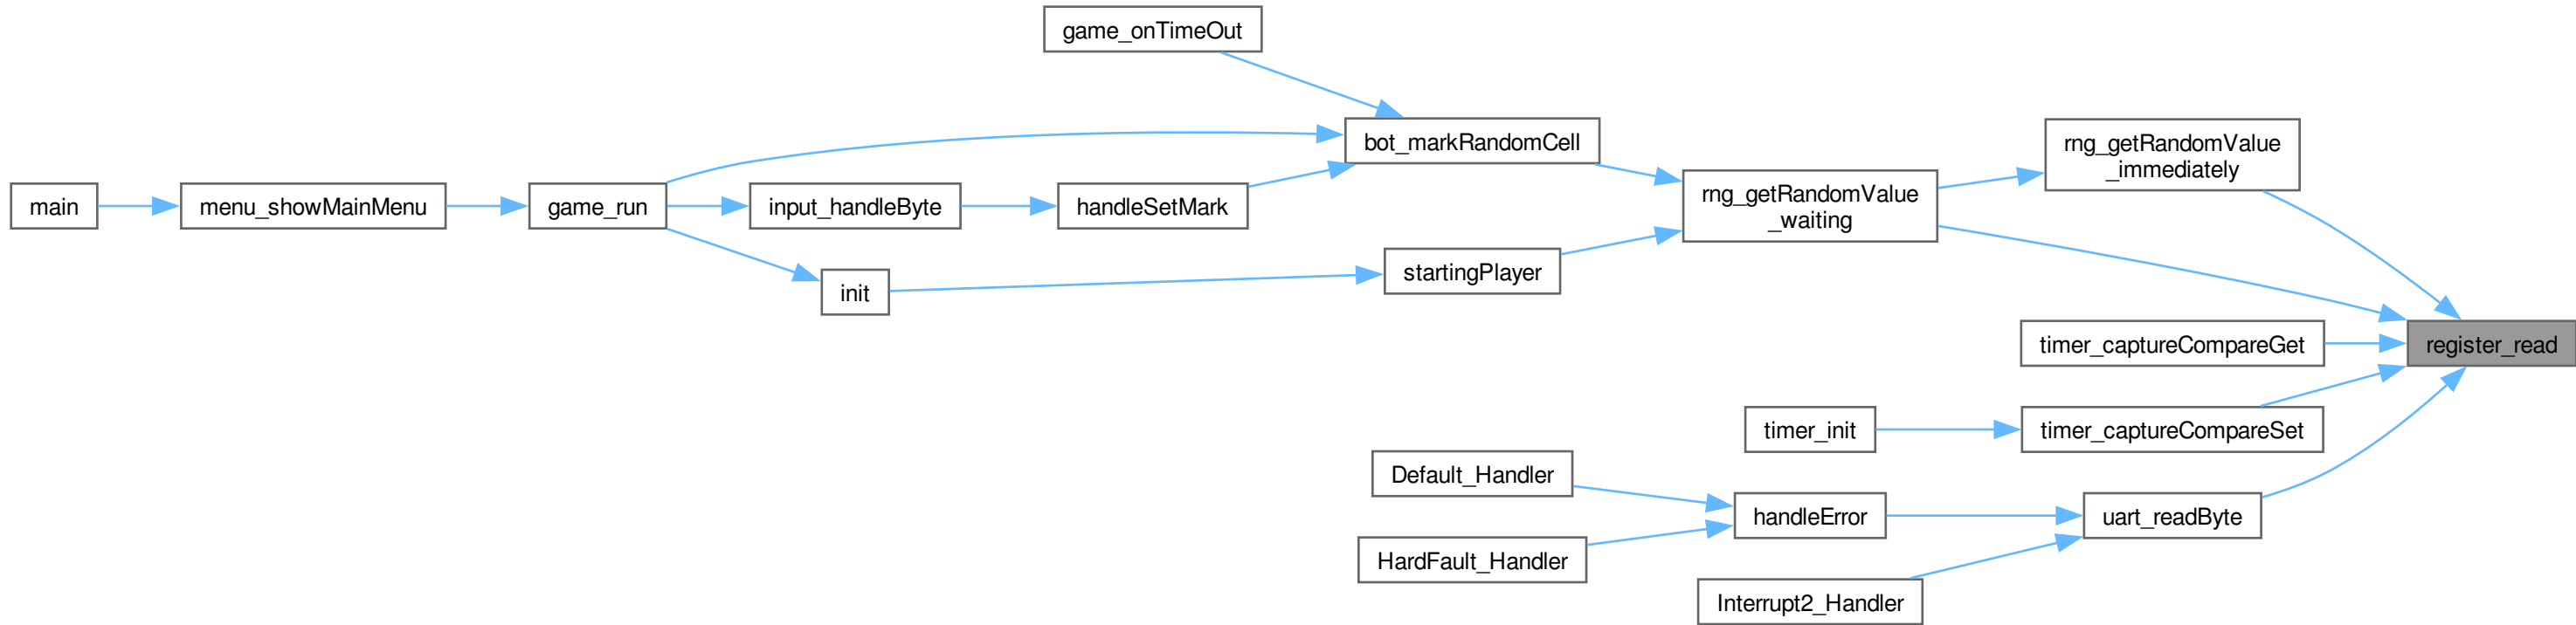 game_onTimeOut
bot_markRandomCell
rng_getRandomValue
_immediately
main
menu_showMainMenu
game_run
input_handleByte
handleSetMark
rng_getRandomValue
_waiting
startingPlayer
init
timer_captureCompareGet
register_read
timer_init
timer_captureCompareSet
Default_Handler
handleError
uart_readByte
HardFault_Handler
Interrupt2_Handler